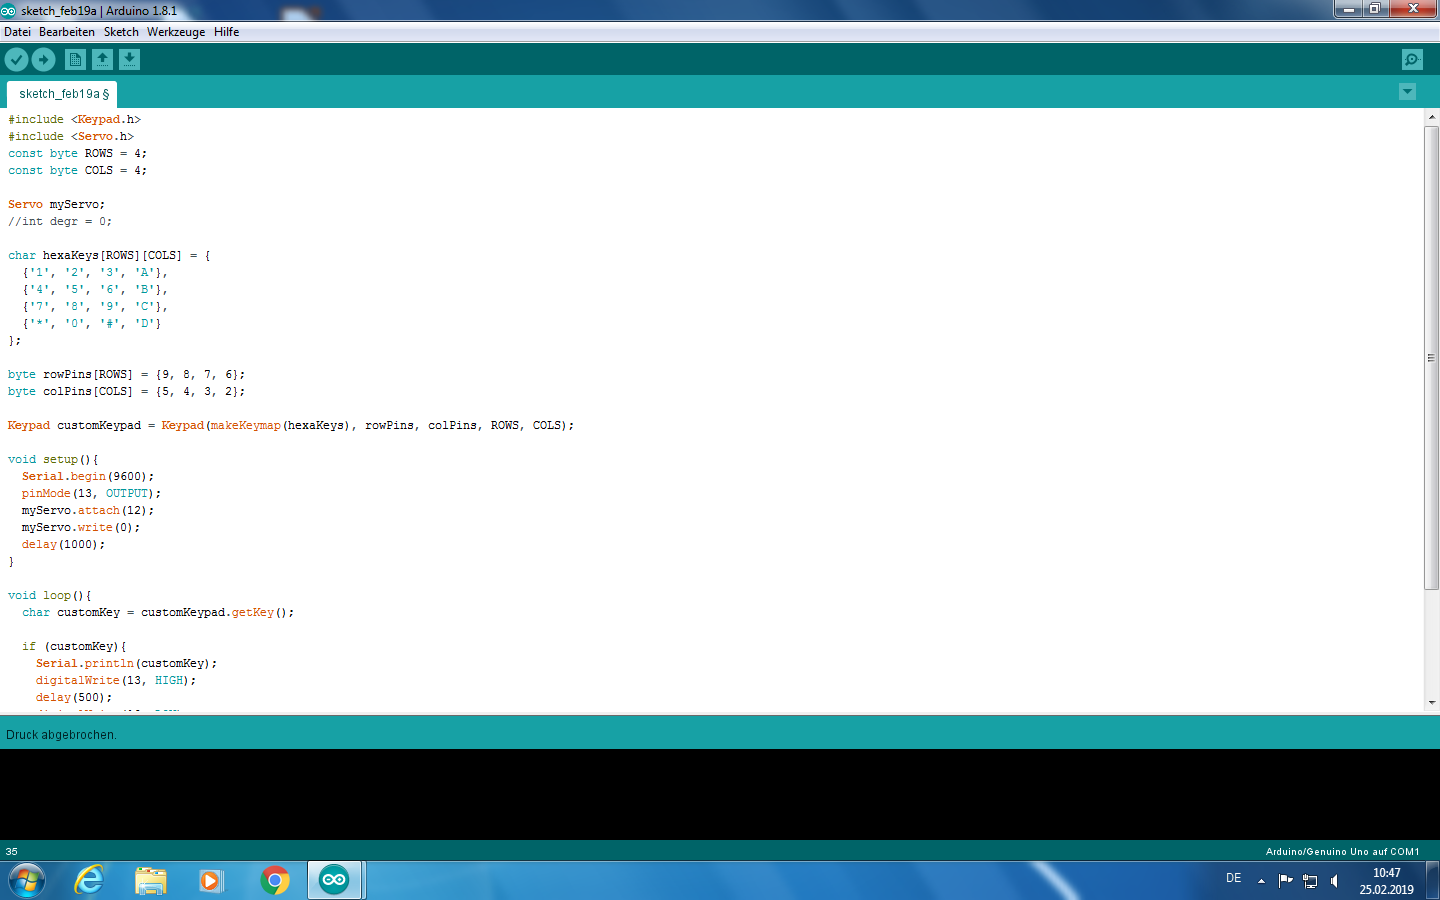 sketch_feb19a | Arduino 1.8.1
Datei Bearbeiten Sketch Werkzeuge Hilfe
sketch_feb19a §
#include <Keypad.h>
#include <Servo.h>
const byte ROWS = 4;
const byte COLS = 4;
Servo myServo;
//int degr = 0;
char hexaKeys[ROWS][COLS] = {
{'1', '2', '3', 'A'},
{'4', '5', '6', 'B'},
{'7', '8', '9', 'C'},
{'*', '0', '#', 'D'}
};
byte rowPins[ROWS] = {9, 8, 7, 6};
byte colPins[COLS] = {5, 4, 3, 2};
Keypad customKeypad = Keypad(makeKeymap(hexaKeys), rowPins, colPins, ROWS, COLS);
void setup(){
Serial.begin(9600);
pinMode(13, OUTPUT);
myServo.attach(12);
myServo.write(0);
delay(1000);
}
void loop(){
char customKey = customKeypad.getKey();
if (customKey){
Serial.println(customKey);
digitalWrite(13, HIGH);
delay(500);
Druck abgebrochen.
35
Arduino/Genuino Uno auf COM1
DE
10:47
25.02.2019